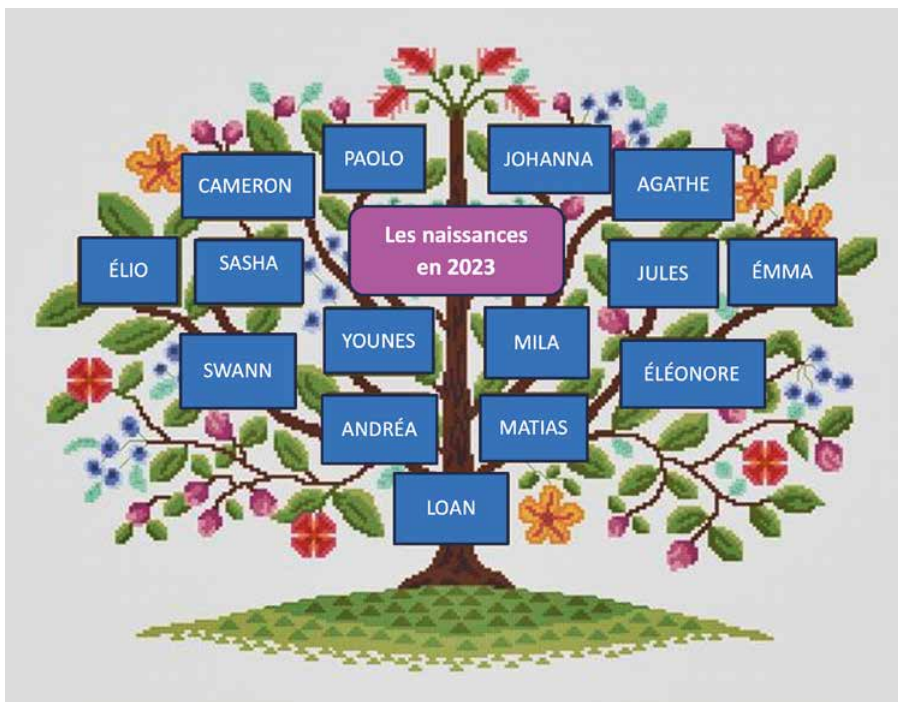 PAOLO
JOHANNA
CAMERON
AGATHE
Les naissances
en 2023
ÉLIO
SASHA
JULES
ÉMMA
YOUNES
MILA
SWANN
ÉLÉONORE
ANDRÉA
MATIAS
LOAN